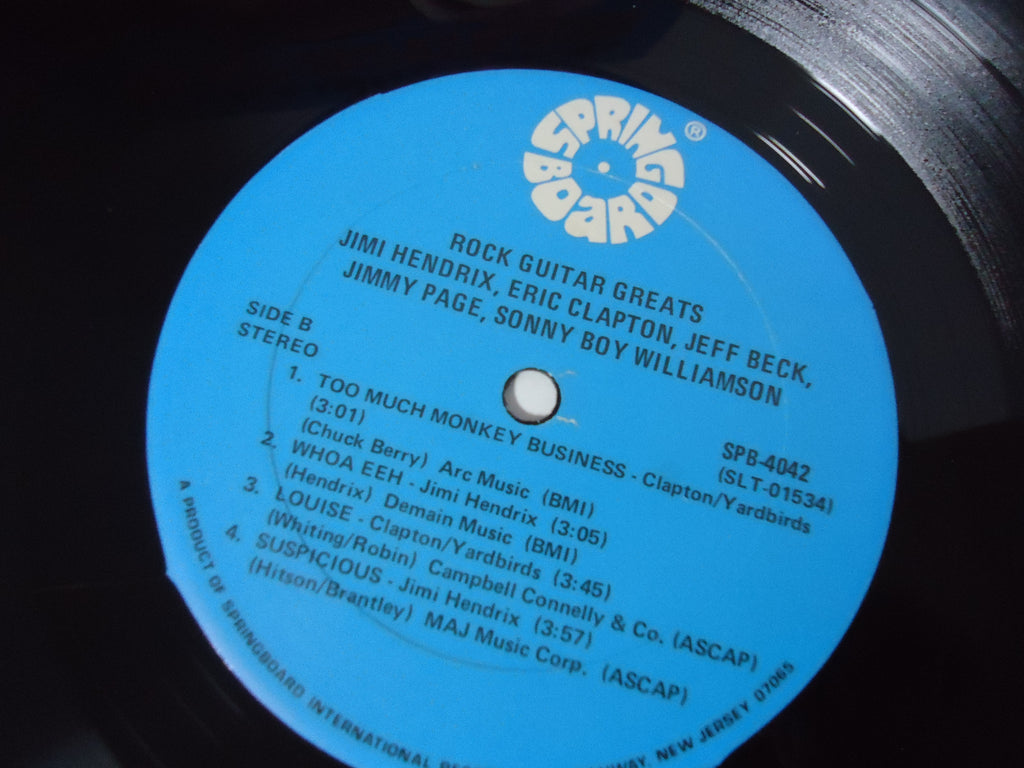 SPRING BOARD ®
ROCK GUITAR GREATS
JIMI HENDRIX, ERIC CLAPTON, JEFF BECK,
JIMMY PAGE, SONNY BOY WILLIAMSON
SIDE B
STEREO
SPB-4042
(SLT-01534)
1. TOO MUCH MONKEY BUSINESS - Clapton/Yardbirds
(3:01)
(Chuck Berry) Arc Music (BMI)
2. WHOA EEH - Jimi Hendrix (3:05)
(Hendrix) Demain Music (BMI)
3. LOUISE - Clapton/Yardbirds (3:45)
(Whiting/Robin) Campbell Connelly & Co. (ASCAP)
4. SUSPICIOUS - Jimi Hendrix (3:57)
(Hitson/Brantley) MAJ Music Corp. (ASCAP)
A PRODUCT OF SPRINGBOARD INTERNATIONAL NEW JERSEY 07065